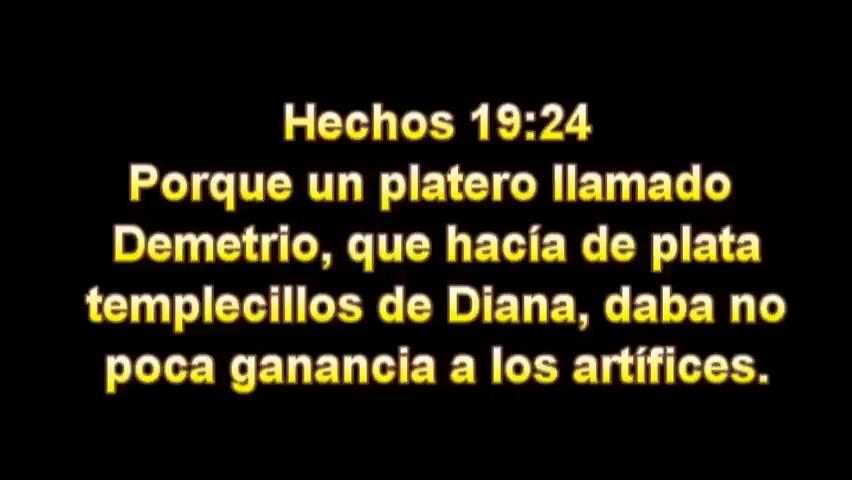 Hechos 19:24
Porque un platero llamado
Demetrio, que hacía de plata
templecillos de Diana, daba no
poca ganancia a los artífices.